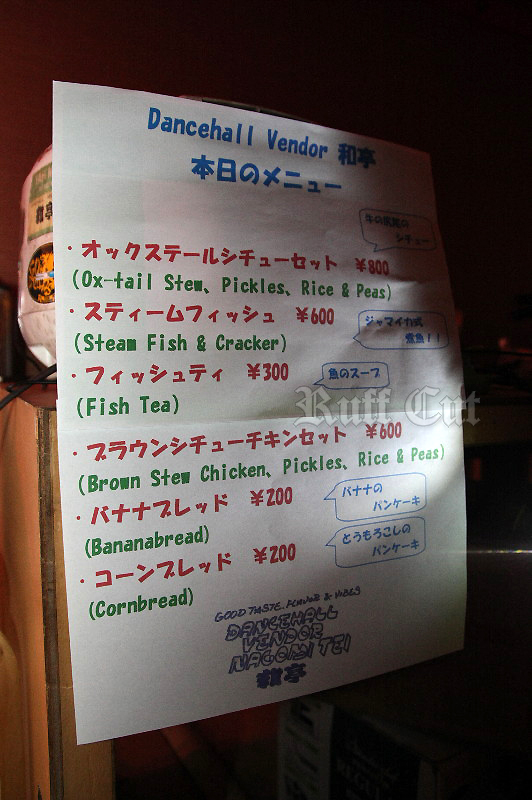 Dancehall Vendor 和亭
本日のメニュー
牛の尻尾の
シチュー
・オックステールシチューセット ¥800
(Ox-tail Stew、Pickles、Rice & Peas)
・スティームフィッシュ ¥600
ジャマイカ式
煮魚！！
(Steam Fish & Cracker)
・フィッシュティ ¥300
魚のスープ
(Fish Tea)
Ruff Cut
・ブラウンシチューチキンセット ¥600
(Brown Stew Chicken、Pickles、Rice & Peas)
・バナナブレッド ¥200
バナナの
パンケーキ
(Bananabread)
・コーンブレッド ¥200
とうもろこしの
パンケーキ
(Cornbread)
GOOD TASTE, FLAVOR & VIBES
DANCEHALL
VENDOR
NAGOMI TEI
和亭